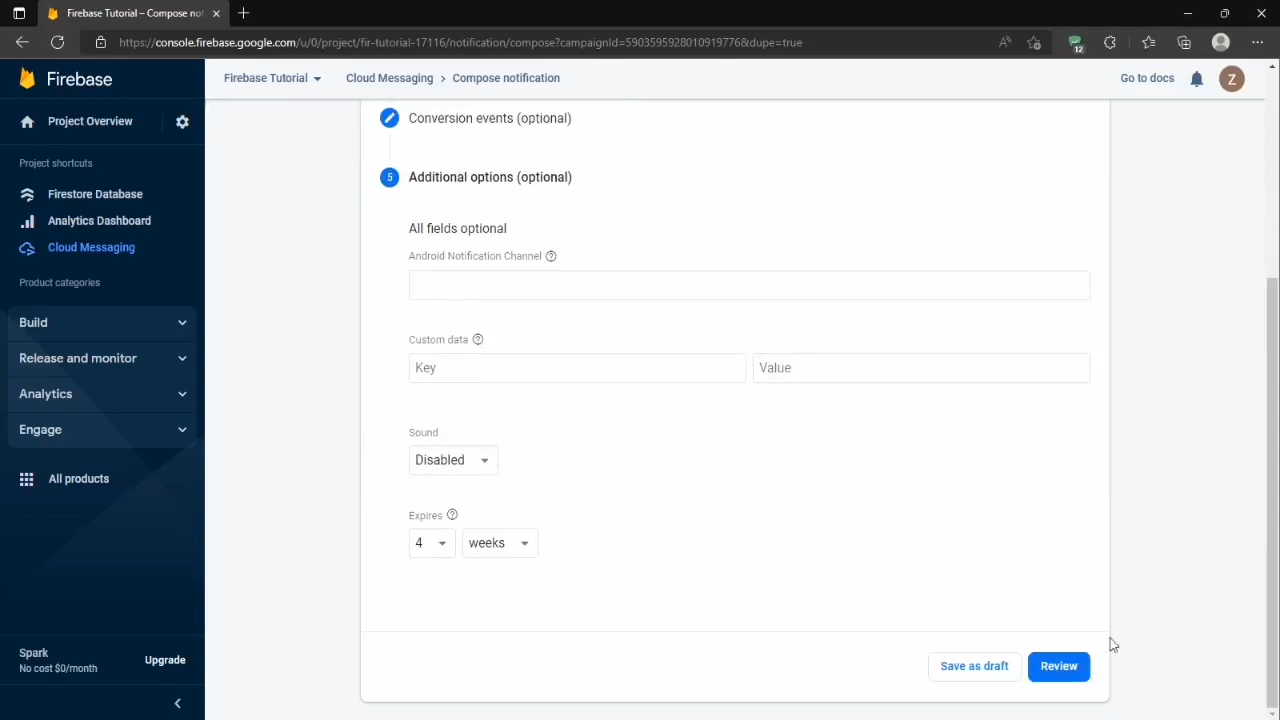 Firebase Tutorial – Compose not
https://console.firebase.google.com/u/0/project/fir-tutorial-17116/notification/compose?campaignId=5903595928010919776&dupe=true
12
Firebase
Firebase Tutorial
Cloud Messaging > Compose notification
Go to docs
Z
Project Overview
Project shortcuts
Firestore Database
Analytics Dashboard
Cloud Messaging
Product categories
Build
Release and monitor
Analytics
Engage
All products
Spark
No cost $0/month
Upgrade
Conversion events (optional)
5 Additional options (optional)
All fields optional
Android Notification Channel
Custom data
Key
Value
Sound
Disabled
Expires
4
weeks
Save as draft
Review